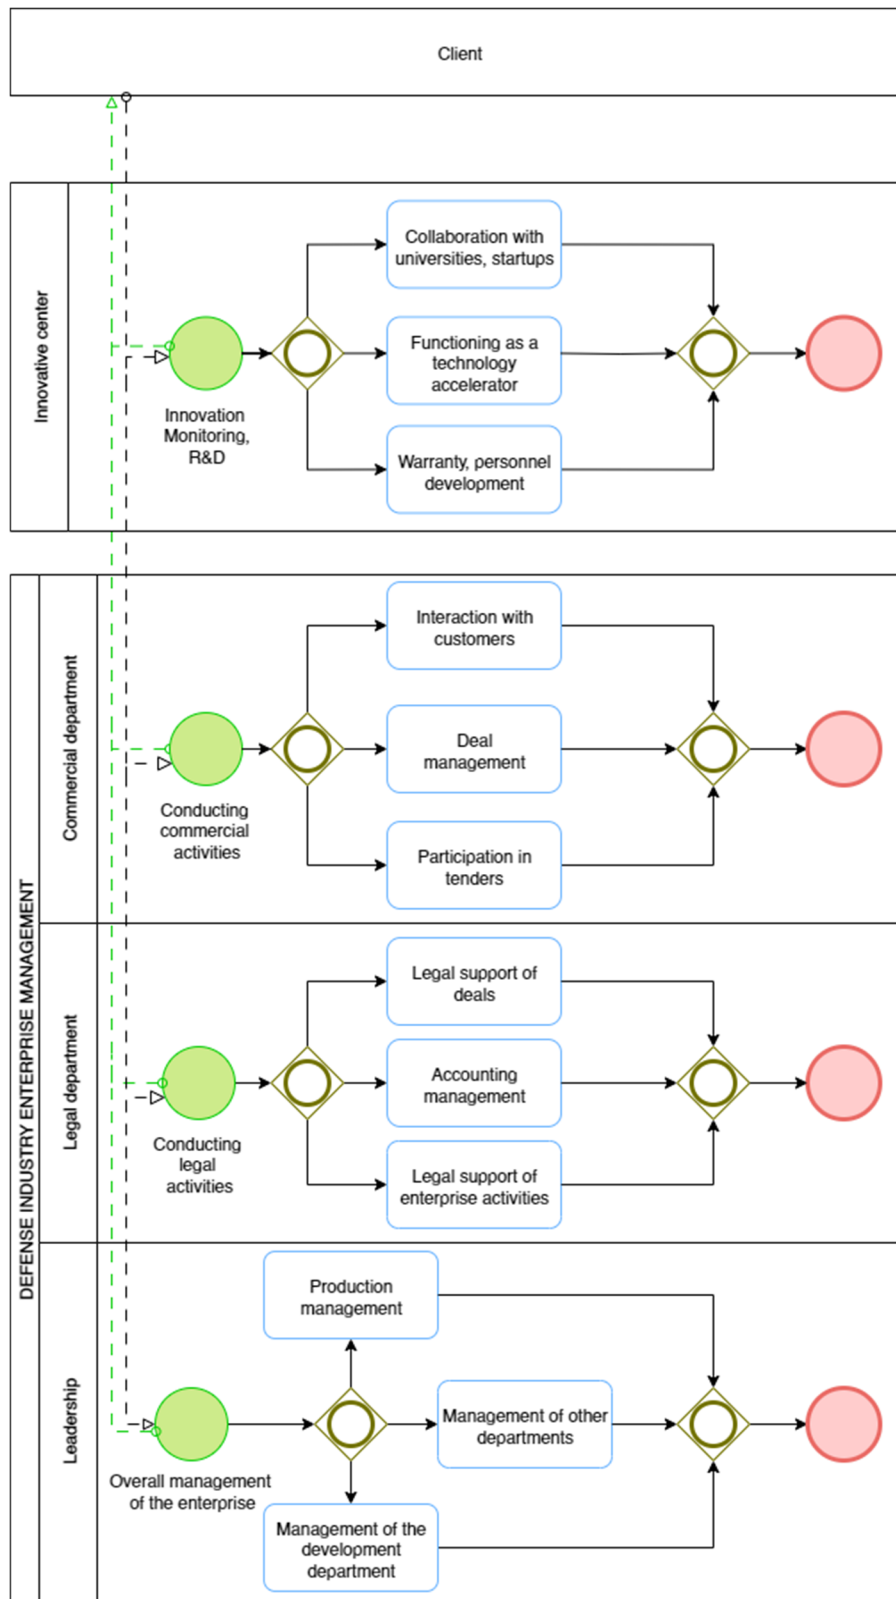 Client
Innovative center
Innovation
Monitoring,
R&D
Collaboration with
universities, startups
Functioning as a
technology
accelerator
Warranty, personnel
development
DEFENSE INDUSTRY ENTERPRISE MANAGEMENT
Commercial department
Conducting
commercial
activities
Interaction with
customers
Deal
management
Participation in
tenders
Legal department
Conducting
legal
activities
Legal support of
deals
Accounting
management
Legal support of
enterprise activities
Leadership
Overall management
of the enterprise
Production
management
Management of other
departments
Management of the
development
department